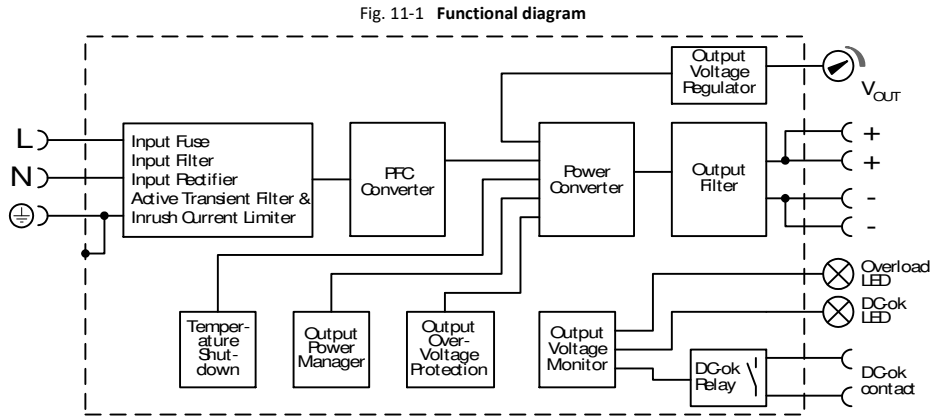 Fig. 11-1 Functional diagram
Output
Voltage
Regulator
V_OUT
L
N
Input Fuse
Input Filter
Input Rectifier
Active Transient Filter &
Inrush Current Limiter
PFC
Converter
Power
Converter
Output
Filter
+
+
-
-
Overload
LED
DC-ok
LED
Temper-
ature
Shut-
down
Output
Power
Manager
Output
Over-
Voltage
Protection
Output
Voltage
Monitor
DC-ok
Relay
DC-ok
contact